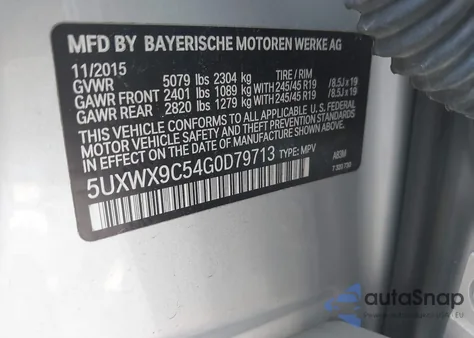 MFD BY BAYERISCHE MOTOREN WERKE AG
11/2015
GVWR 5079 lbs 2304 kg TIRE / RIM
GAWR FRONT 2401 lbs 1089 kg WITH 245/45 R19 /8.5J x 19
GAWR REAR 2820 lbs 1279 kg WITH 245/45 R19 /8.5J x 19
THIS VEHICLE CONFORMS TO ALL APPLICABLE U.S. FEDERAL
MOTOR VEHICLE SAFETY
STANDARDS IN EFFECT ON THE DATE OF MANUFACTURE SHOWN ABOVE.
5UXWX9C54G0D79713 TYPE: MPV
autoSnap